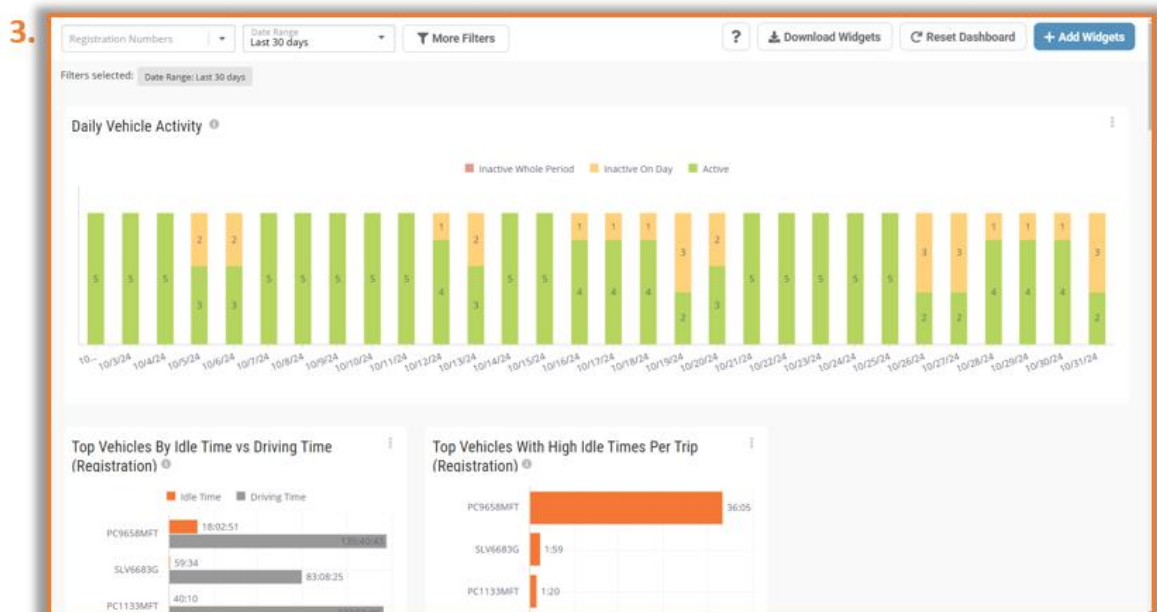 3.
Registration Numbers
Date Range
Last 30 days
More Filters
?
Download Widgets
Reset Dashboard
+ Add Widgets
Filters selected: Date Range: Last 30 days
Daily Vehicle Activity
Inactive Whole Period Inactive On Day Active
1 1 1 1 1 1 1
2 2 2 2
3 3 3 3
5 5 5 5 5 5 5 5 5 5 5 5 5 5 5
4 4 4 4 4 4 4
3 3 3 3
2 2 2 2
10... 10/3/24 10/4/24 10/5/24 10/6/24 10/7/24 10/8/24 10/9/24 10/10/24 10/11/24 10/12/24 10/13/24 10/14/24 10/15/24 10/16/24 10/17/24 10/18/24 10/19/24 10/20/24 10/21/24 10/22/24 10/23/24 10/24/24 10/25/24 10/26/24 10/27/24 10/28/24 10/29/24 10/30/24 10/31/24
Top Vehicles By Idle Time vs Driving Time
(Registration)
Idle Time Driving Time
PC9658MFT 18:02:51
SLV6683G 59:34
83:08:25
PC1133MFT 40:10
Top Vehicles With High Idle Times Per Trip
(Registration)
PC9658MFT 36:05
SLV6683G 1:59
PC1133MFT 1:20